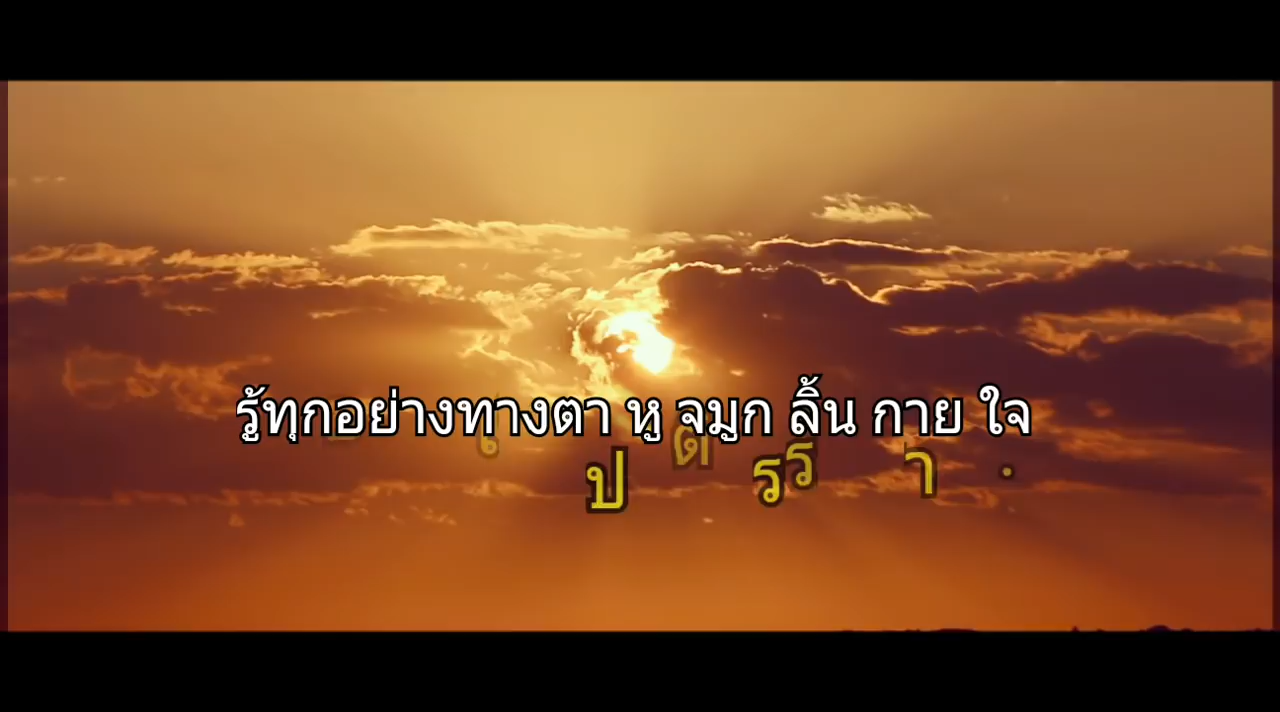 รู้ทุกอย่างทางตา หู จมูก ลิ้น กาย ใจ